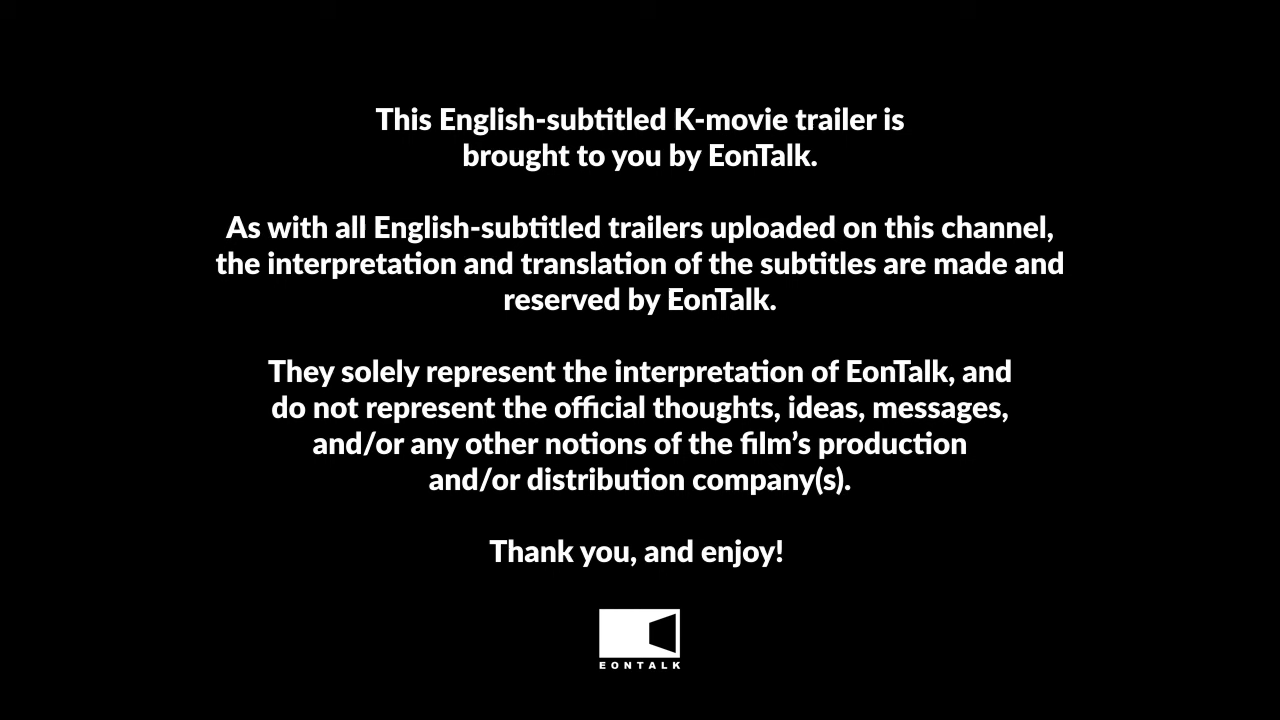 This English-subtitled K-movie trailer is
brought to you by EonTalk.
As with all English-subtitled trailers uploaded on this channel,
the interpretation and translation of the subtitles are made and
reserved by EonTalk.
They solely represent the interpretation of EonTalk, and
do not represent the official thoughts, ideas, messages,
and/or any other notions of the film’s production
and/or distribution company(s).
Thank you, and enjoy!
EONTALK